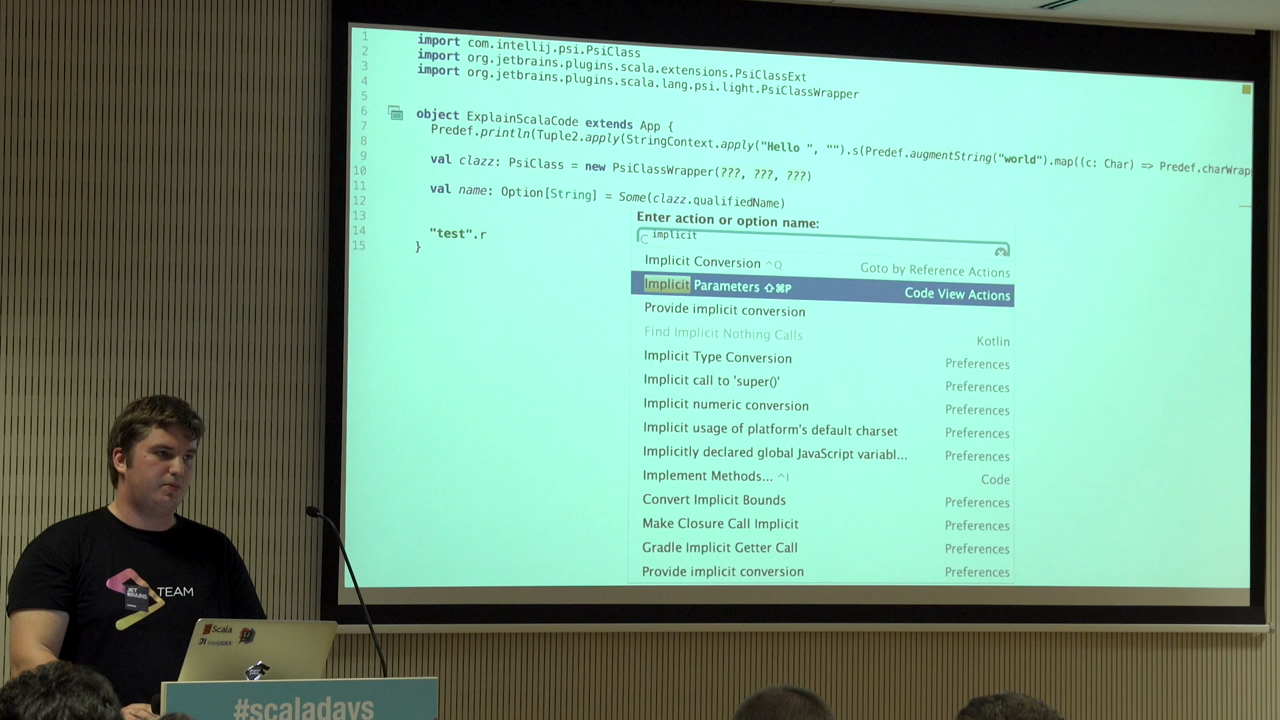 1
import com.intellij.psi.PsiClass
2
import org.jetbrains.plugins.scala.extensions.PsiClassExt
3
import org.jetbrains.plugins.scala.lang.psi.light.PsiClassWrapper
4
5
6
object ExplainScalaCode extends App {
7
Predef.println(Tuple2.apply(StringContext.apply("Hello ", "").s(Predef.augmentString("world").map((c: Char) => Predef.charWrap
8
9
val clazz: PsiClass = new PsiClassWrapper(???, ???, ???)
10
11
val name: Option[String] = Some(clazz.qualifiedName)
12
13
14
"test".r
15
}
Enter action or option name:
implicit
Implicit Conversion ^Q Goto by Reference Actions
Implicit Parameters ⇧⌘P Code View Actions
Provide implicit conversion
Find Implicit Nothing Calls Kotlin
Implicit Type Conversion Preferences
Implicit call to 'super()' Preferences
Implicit numeric conversion Preferences
Implicit usage of platform's default charset Preferences
Implicitly declared global JavaScript variabl... Preferences
Implement Methods... ^I Code
Convert Implicit Bounds Preferences
Make Closure Call Implicit Preferences
Gradle Implicit Getter Call Preferences
Provide implicit conversion Preferences
JET
BRAINS
TEAM
Scala
IntelliJIDEA
#scaladays